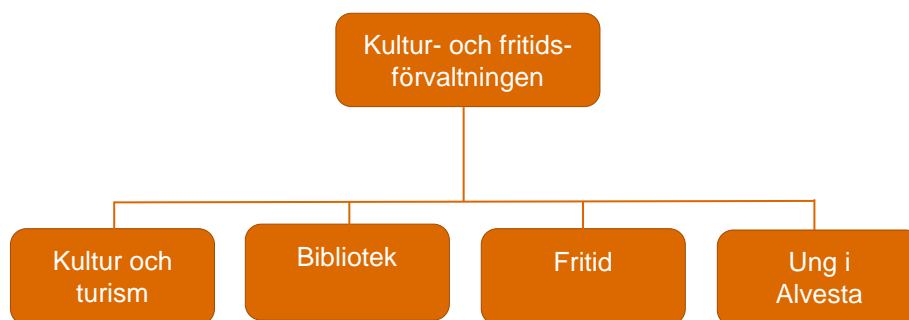 Kultur- och fritids-
förvaltningen
Kultur och
turism
Bibliotek
Fritid
Ung i
Alvesta